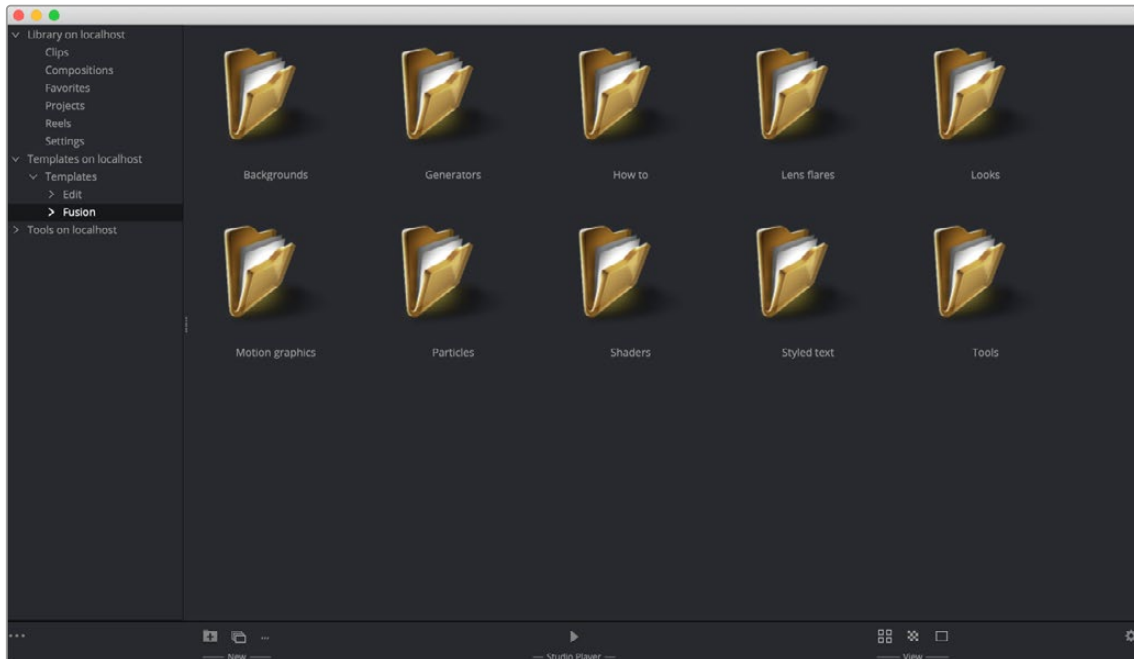 Library on localhost
Clips
Compositions
Favorites
Projects
Reels
Settings
Templates on localhost
Templates
Edit
Fusion
Tools on localhost
Backgrounds
Generators
How to
Lens flares
Looks
Motion graphics
Particles
Shaders
Styled text
Tools
New
Studio Player
View